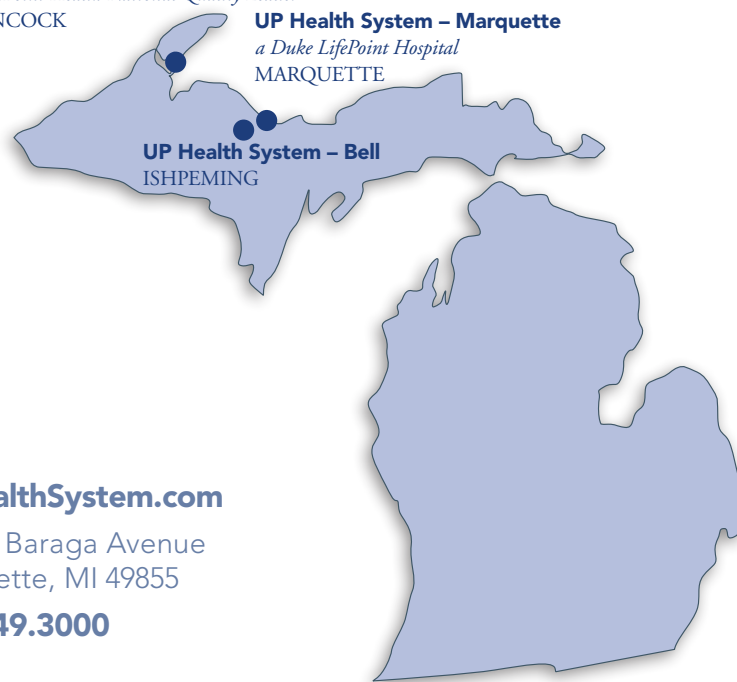 NCOCK
UP Health System – Marquette
a Duke LifePoint Hospital
MARQUETTE
UP Health System – Bell
ISHPEMING
althSystem.com
Baraga Avenue
ette, MI 49855
49.3000